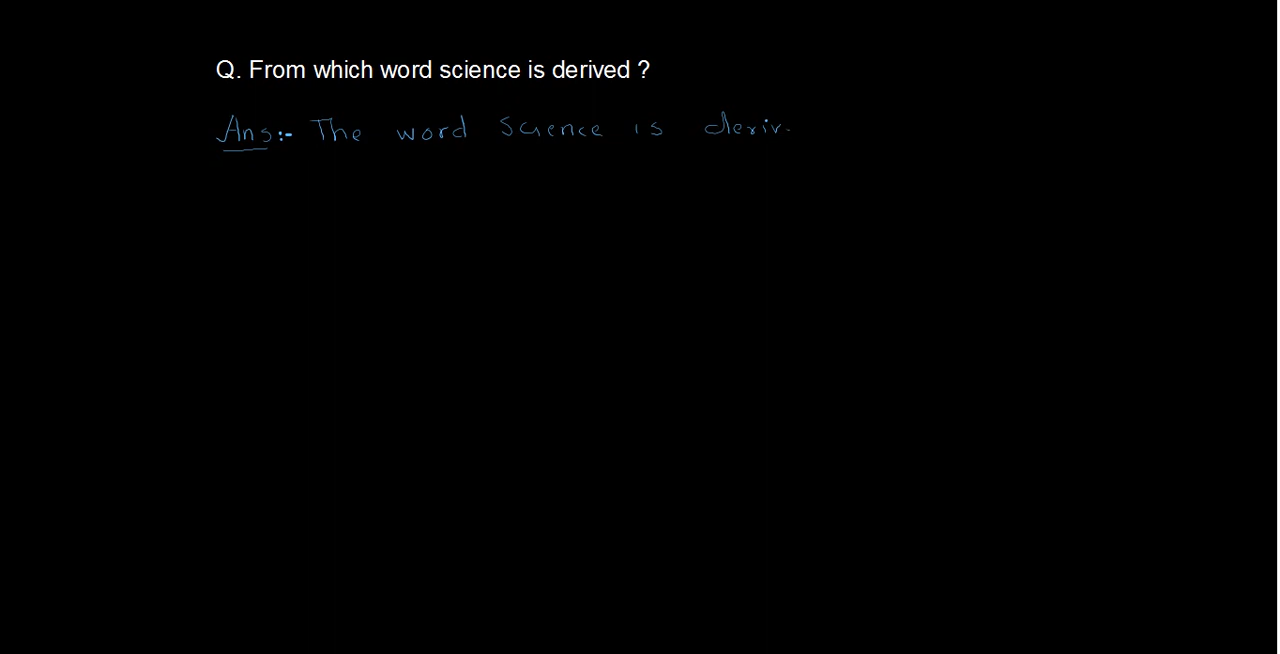 Q. From which word science is derived ?
Ans:- The word science is deriv.